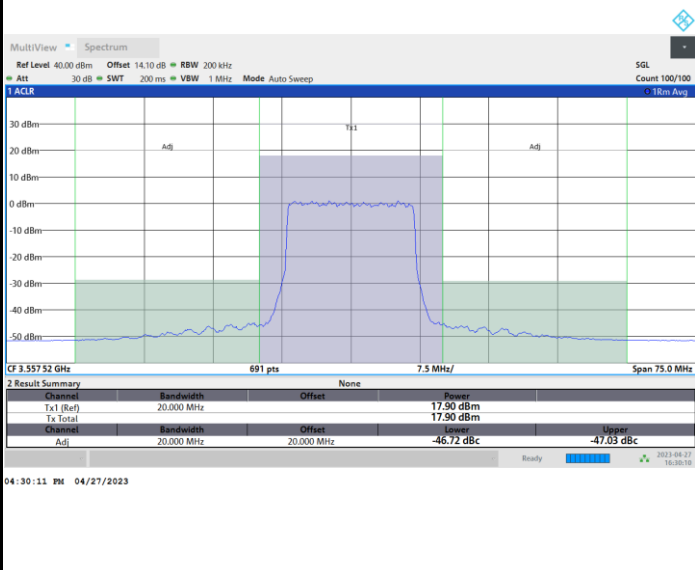 MultiView Spectrum
Ref Level 40.00 dBm Offset 14.10 dB RBW 200 kHz SGL
Att 30 dB SWT 200 ms VBW 1 MHz Mode Auto Sweep Count 100/100
1 ACLR 1Rm Avg
30 dBm
Tx1
Adj Adj
20 dBm
10 dBm
0 dBm
-10 dBm
-20 dBm
-30 dBm
-40 dBm
-50 dBm
CF 3.557 52 GHz 691 pts 7.5 MHz/ Span 75.0 MHz
2 Result Summary None
Channel Bandwidth Offset Power
Tx1 (Ref) 20.000 MHz 17.90 dBm
Tx Total 17.90 dBm
Channel Bandwidth Offset Lower Upper
Adj 20.000 MHz 20.000 MHz -46.72 dBc -47.03 dBc
Ready 2023-04-27
16:30:10
04:30:11 PM 04/27/2023